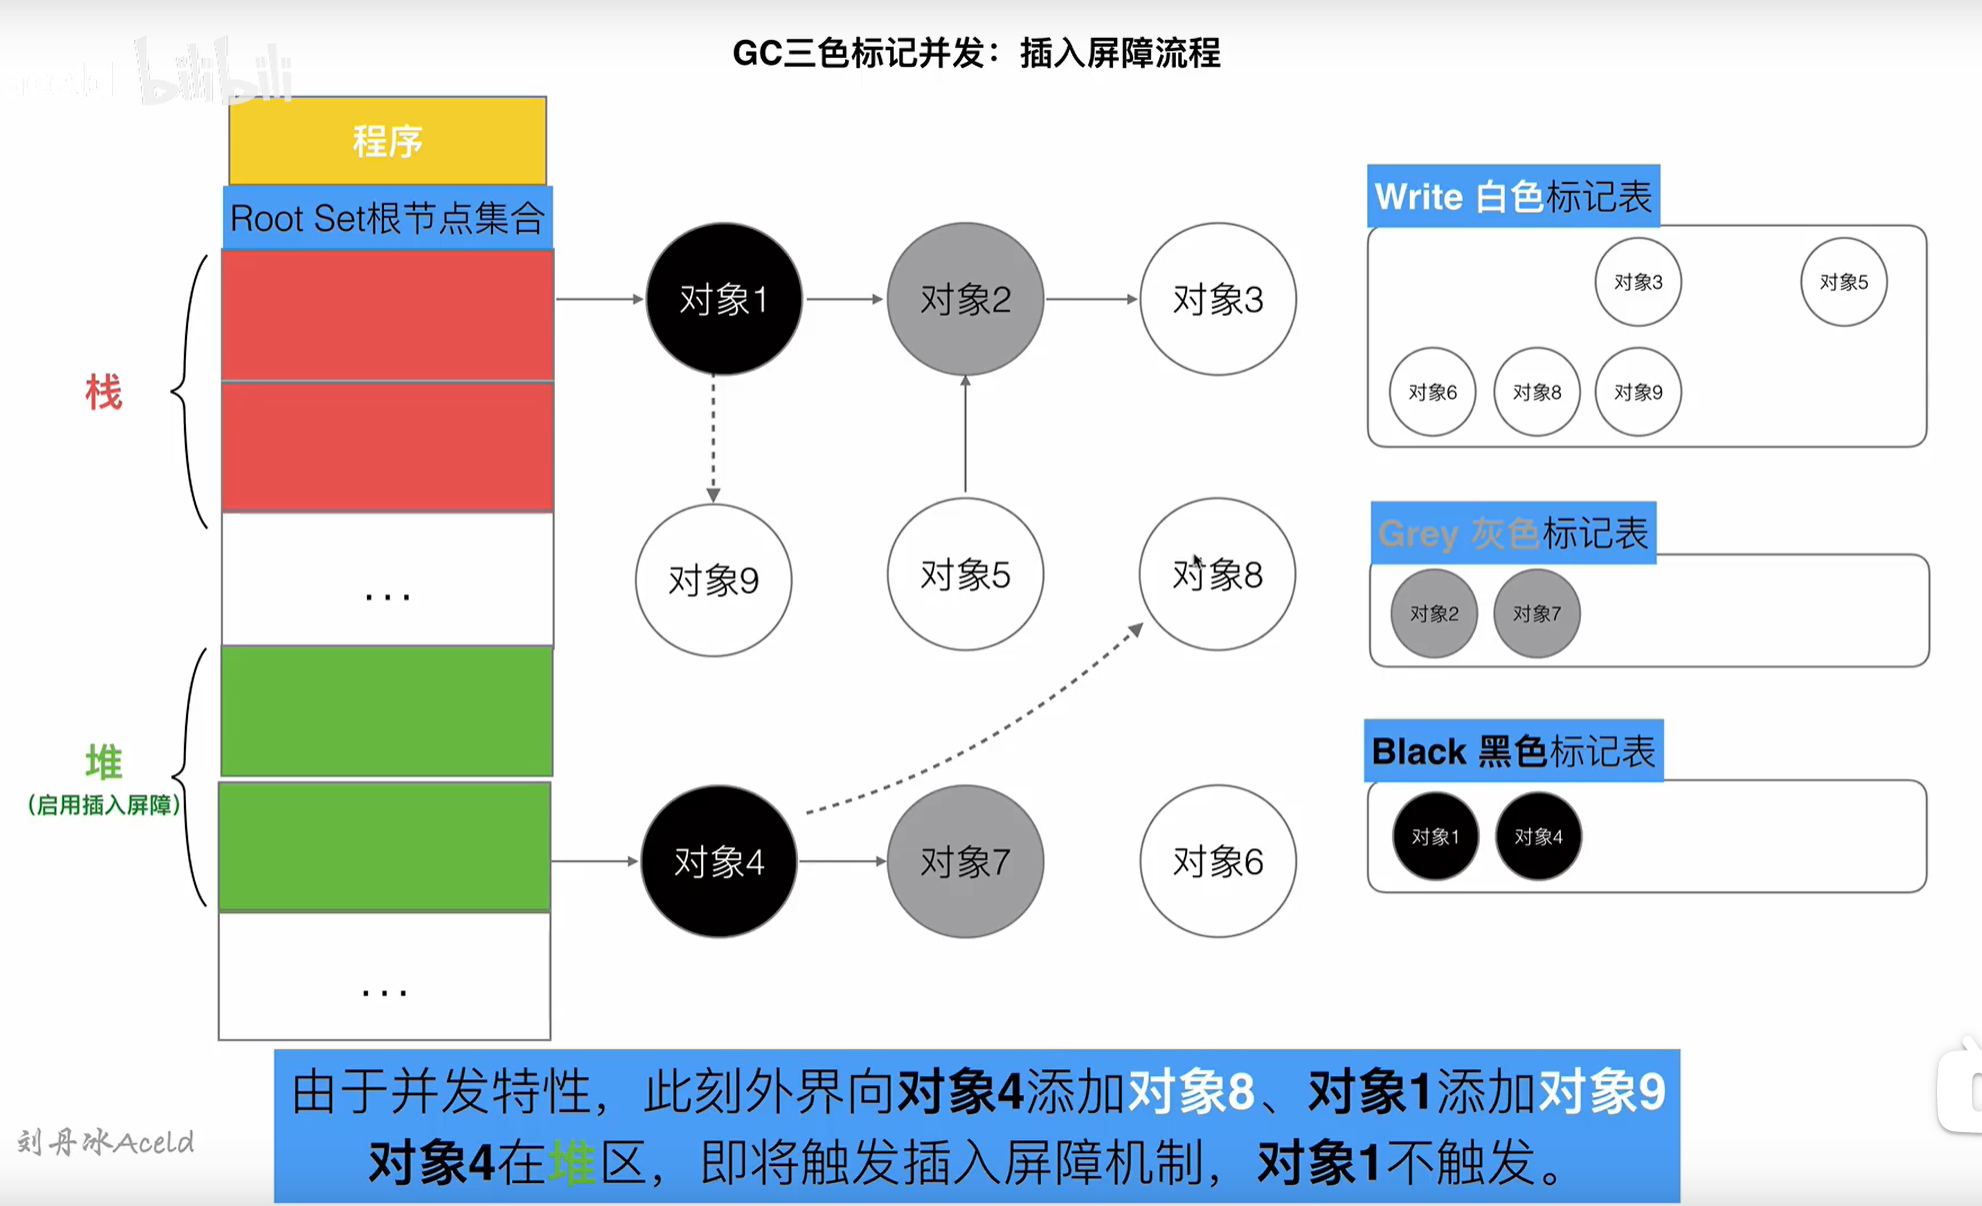 GC三色标记并发：插入屏障流程
bilibili
程序
Root Set根节点集合
栈
...
堆
（启用插入屏障）
...
对象1
对象2
对象3
对象9
对象5
对象8
对象4
对象7
对象6
Write 白色标记表
对象3
对象5
对象6
对象8
对象9
Grey 灰色标记表
对象2
对象7
Black 黑色标记表
对象1
对象4
由于并发特性，此刻外界向对象4添加对象8、对象1添加对象9
对象4在堆区，即将触发插入屏障机制，对象1不触发。
刘丹冰Aceld